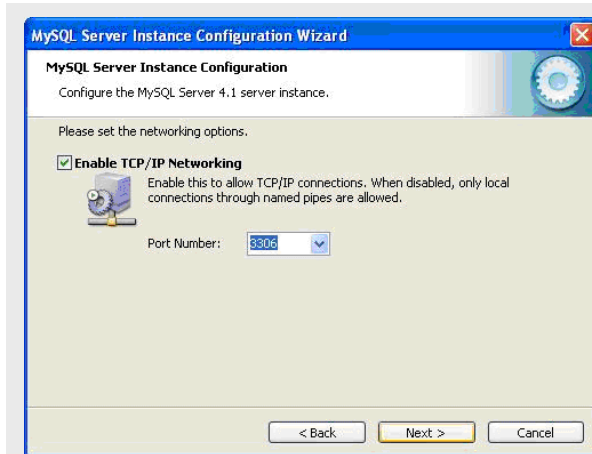 MySQL Server Instance Configuration Wizard
MySQL Server Instance Configuration
Configure the MySQL Server 4.1 server instance.
Please set the networking options.
Enable TCP/IP Networking
Enable this to allow TCP/IP connections. When disabled, only local
connections through named pipes are allowed.
Port Number: 3306
< Back Next > Cancel